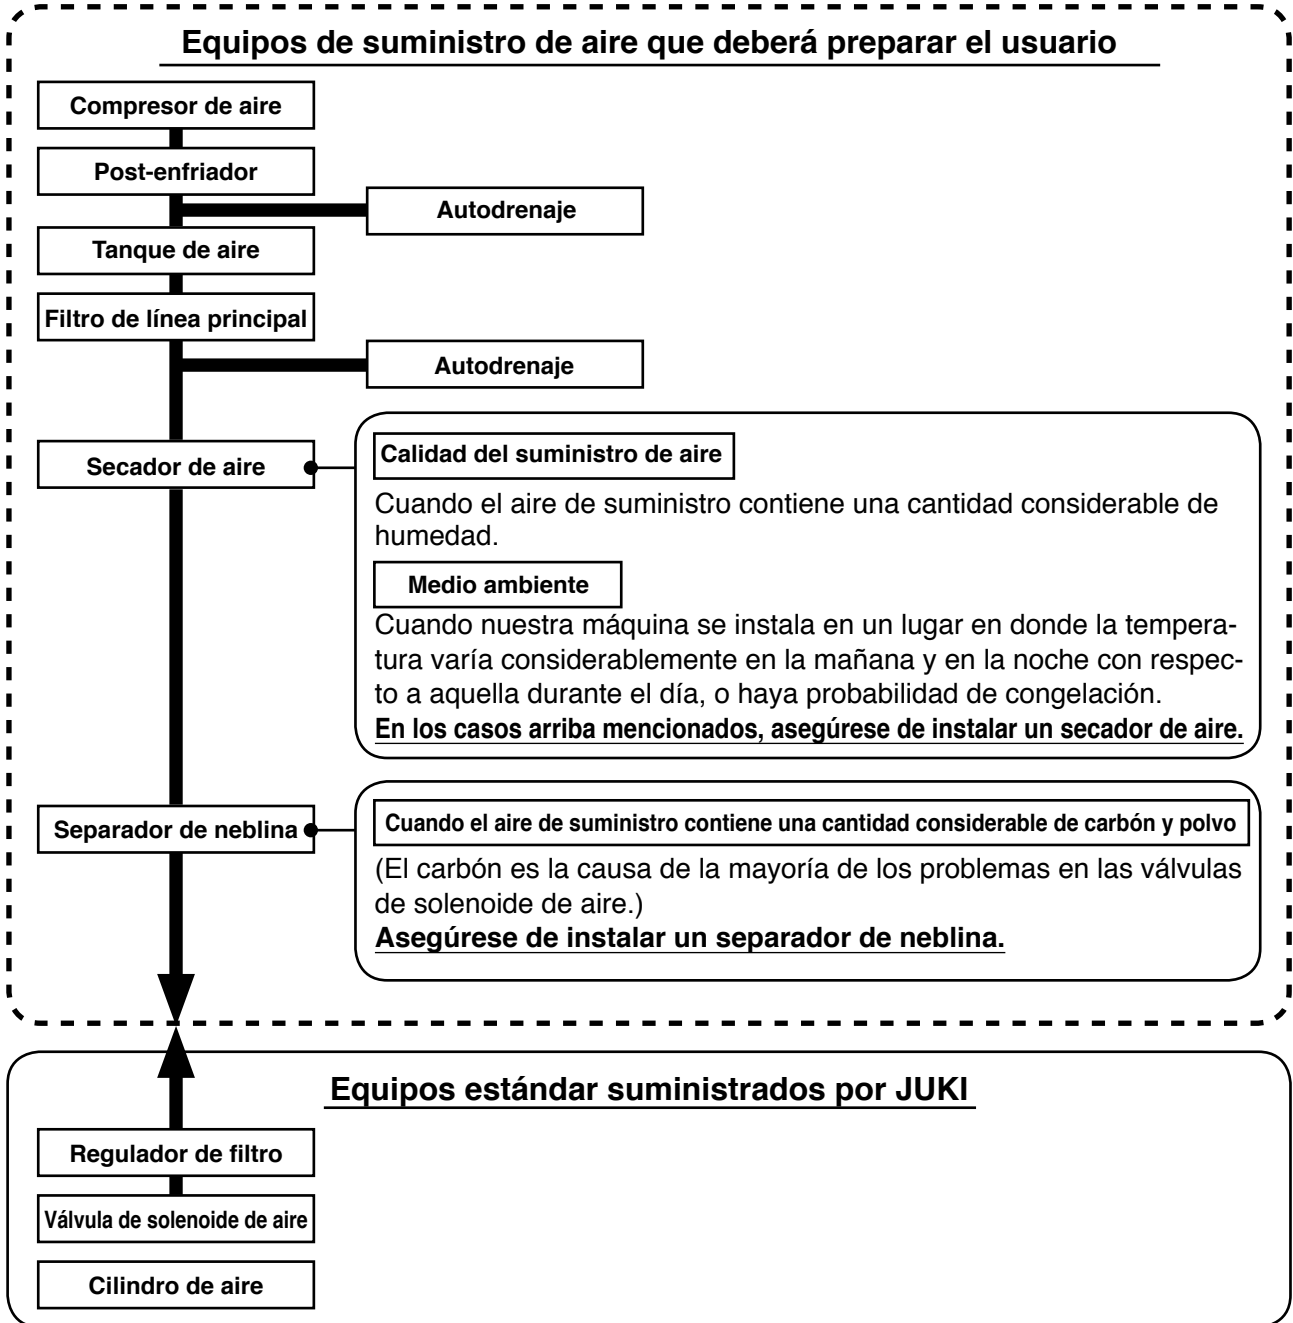 Equipos de suministro de aire que deberá preparar el usuario
Compresor de aire
Post-enfriador
Autodrenaje
Tanque de aire
Filtro de línea principal
Autodrenaje
Secador de aire
Calidad del suministro de aire
Cuando el aire de suministro contiene una cantidad considerable de
humedad.
Medio ambiente
Cuando nuestra máquina se instala en un lugar en donde la tempera-
tura varía considerablemente en la mañana y en la noche con respec-
to a aquella durante el día, o haya probabilidad de congelación.
En los casos arriba mencionados, asegúrese de instalar un secador de aire.
Separador de neblina
Cuando el aire de suministro contiene una cantidad considerable de carbón y polvo
(El carbón es la causa de la mayoría de los problemas en las válvulas
de solenoide de aire.)
Asegúrese de instalar un separador de neblina.
Equipos estándar suministrados por JUKI
Regulador de filtro
Válvula de solenoide de aire
Cilindro de aire